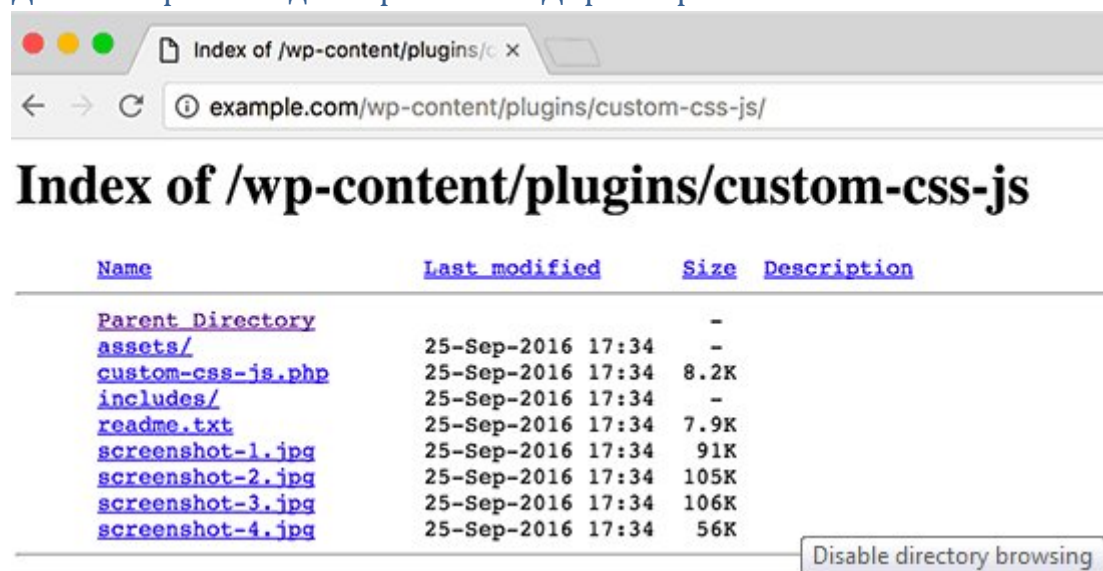 Index of /wp-content/plugins/c
example.com/wp-content/plugins/custom-css-js/
Index of /wp-content/plugins/custom-css-js
Name Last modified Size Description
Parent Directory -
assets/ 25-Sep-2016 17:34 -
custom-css-js.php 25-Sep-2016 17:34 8.2K
includes/ 25-Sep-2016 17:34 -
readme.txt 25-Sep-2016 17:34 7.9K
screenshot-1.jpg 25-Sep-2016 17:34 91K
screenshot-2.jpg 25-Sep-2016 17:34 105K
screenshot-3.jpg 25-Sep-2016 17:34 106K
screenshot-4.jpg 25-Sep-2016 17:34 56K
Disable directory browsing